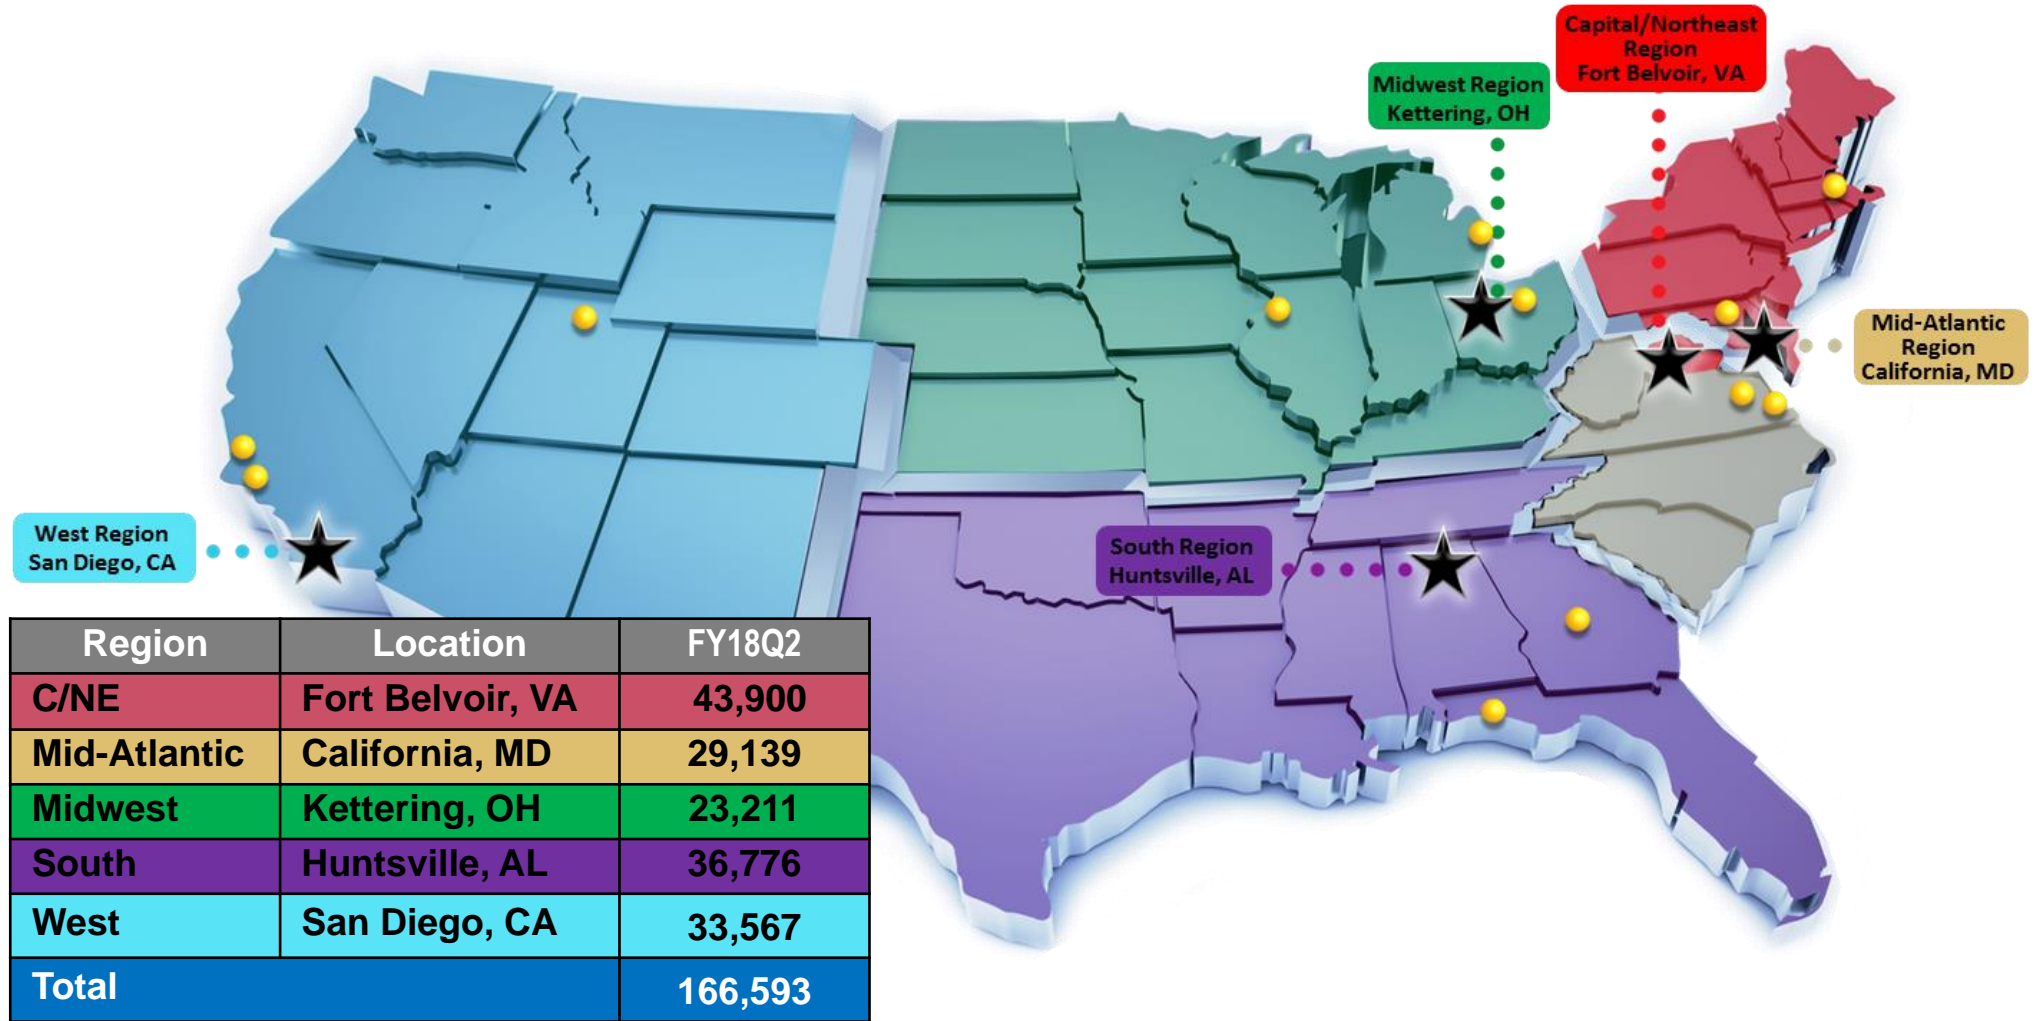 Capital/Northeast
Region
Fort Belvoir, VA
Midwest Region
Kettering, OH
Mid-Atlantic
Region
California, MD
West Region
San Diego, CA
South Region
Huntsville, AL
Region Location FY18Q2
C/NE Fort Belvoir, VA 43,900
Mid-Atlantic California, MD 29,139
Midwest Kettering, OH 23,211
South Huntsville, AL 36,776
West San Diego, CA 33,567
Total 166,593